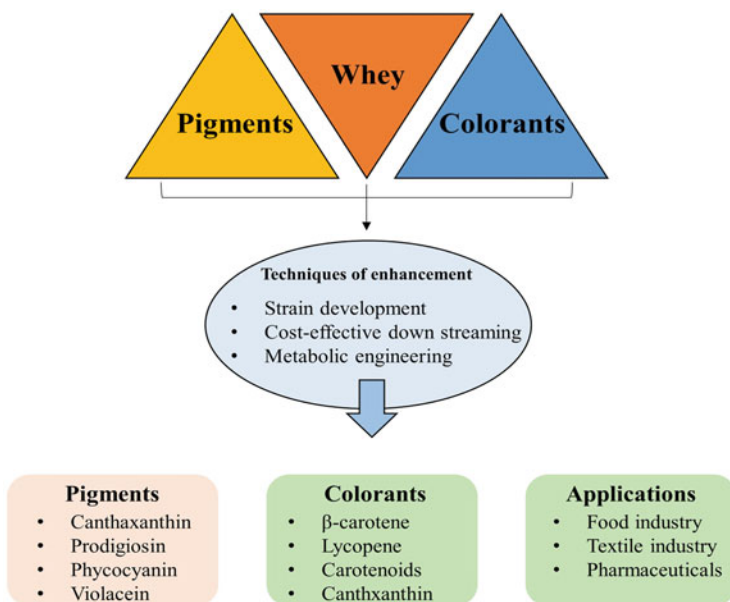 Pigments
Whey
Colorants
Techniques of enhancement
• Strain development
• Cost-effective down streaming
• Metabolic engineering
Pigments
• Canthaxanthin
• Prodigiosin
• Phycocyanin
• Violacein
Colorants
• β-carotene
• Lycopene
• Carotenoids
• Canthxanthin
Applications
• Food industry
• Textile industry
• Pharmaceuticals